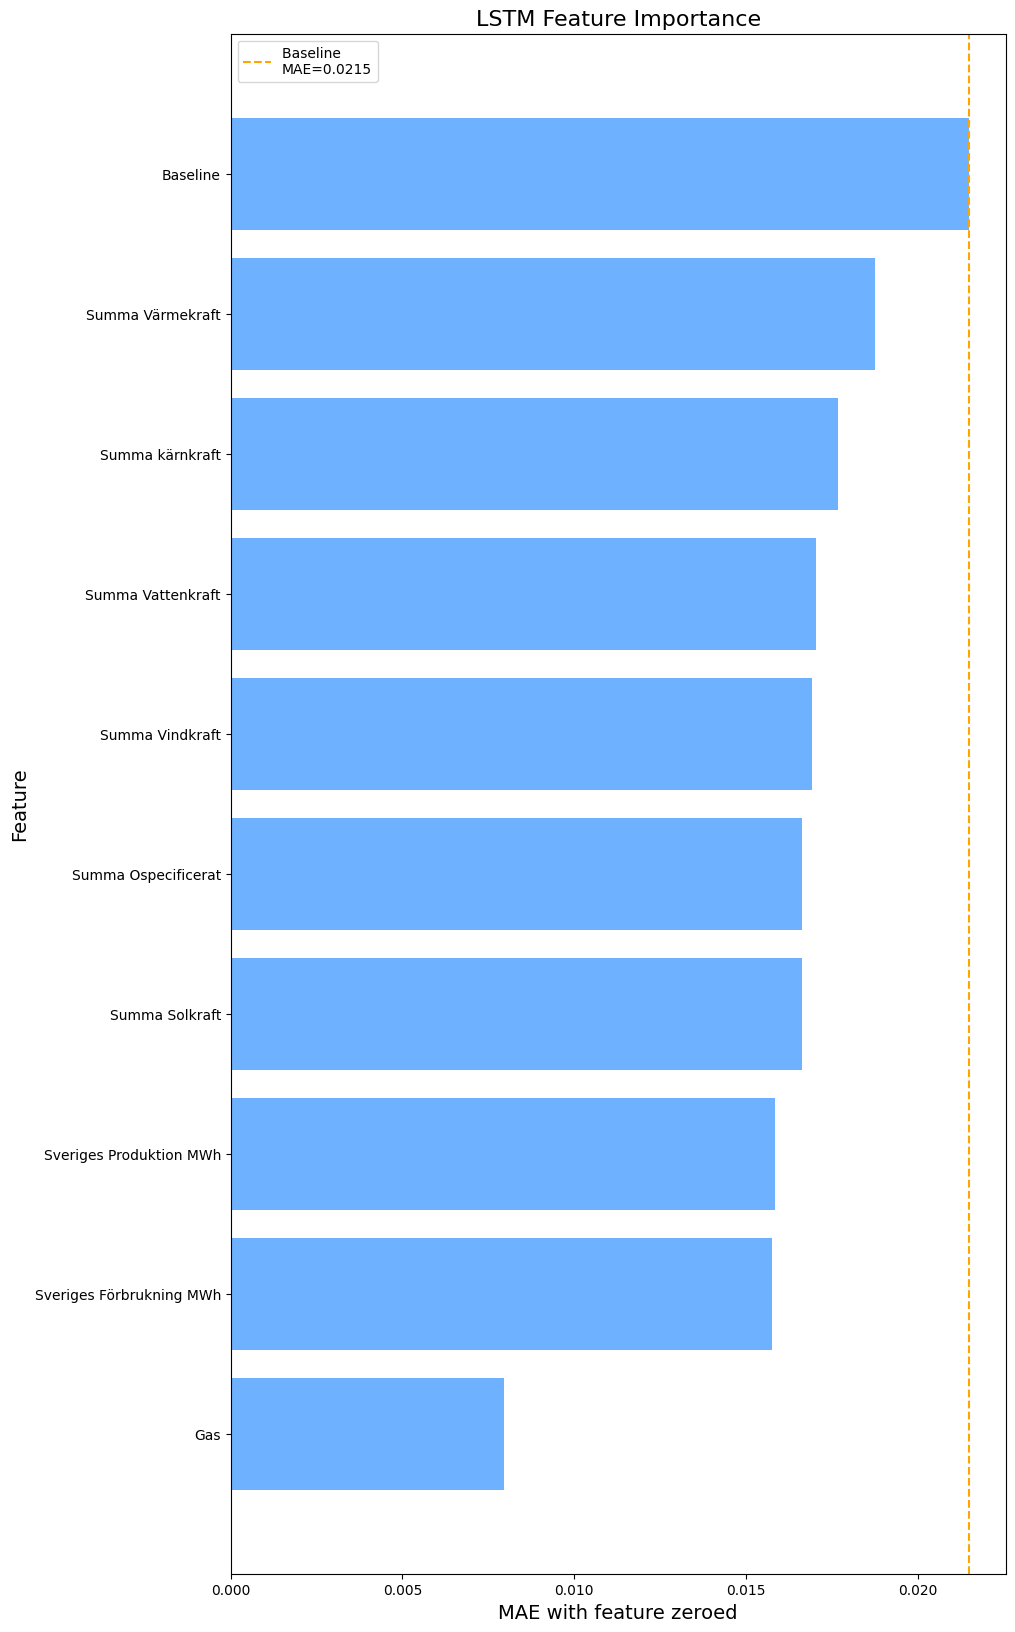 LSTM Feature Importance
Baseline
MAE=0.0215
Baseline
Summa Värmekraft
Summa kärnkraft
Summa Vattenkraft
Summa Vindkraft
Summa Ospecificerat
Summa Solkraft
Sveriges Produktion MWh
Sveriges Förbrukning MWh
Gas
Feature
0.000 0.005 0.010 0.015 0.020
MAE with feature zeroed